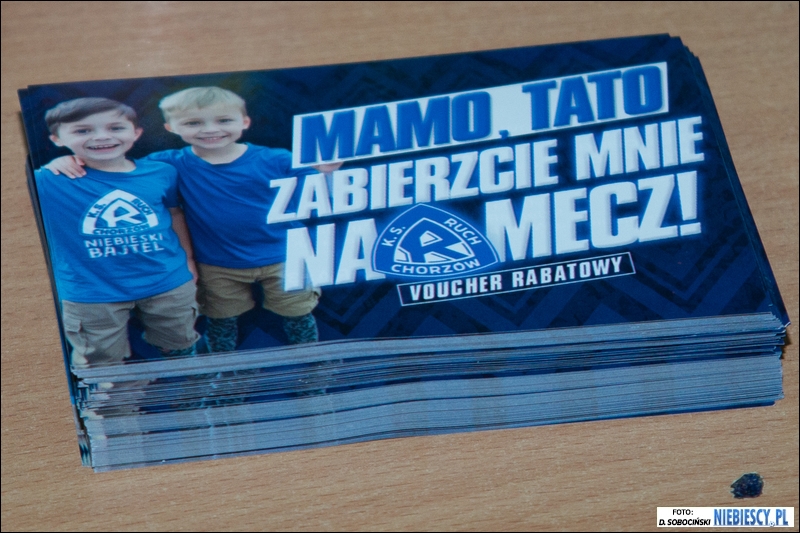 MAMO, TATO
ZABIERZCIE MNIE
NA K.S. RUCH CHORZÓW MECZ!
VOUCHER RABATOWY
K.S. RUCH
CHORZÓW
NIEBIESKI
BAJTEL
FOTO:
D. SOBOCIŃSKI NIEBIESCY.PL